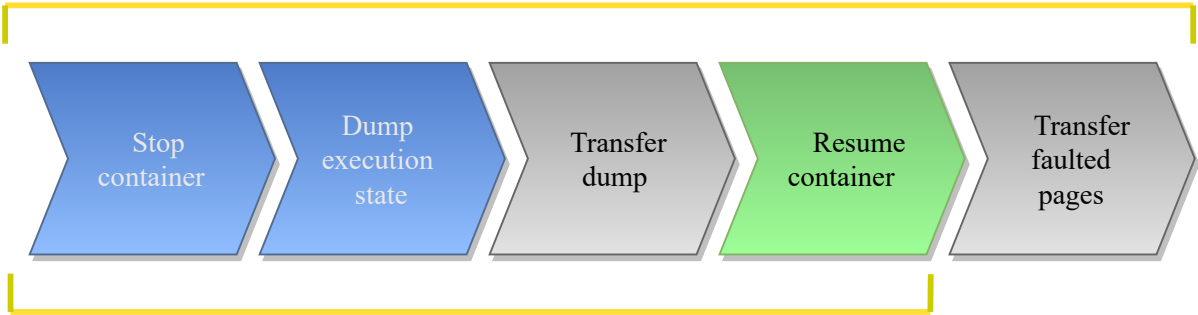 Stop
container
Dump
execution
state
Transfer
dump
Resume
container
Transfer
faulted
pages